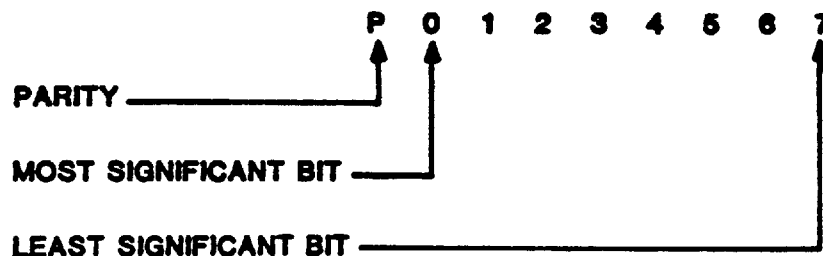 P 0 1 2 3 4 5 6 7
PARITY
MOST SIGNIFICANT BIT
LEAST SIGNIFICANT BIT